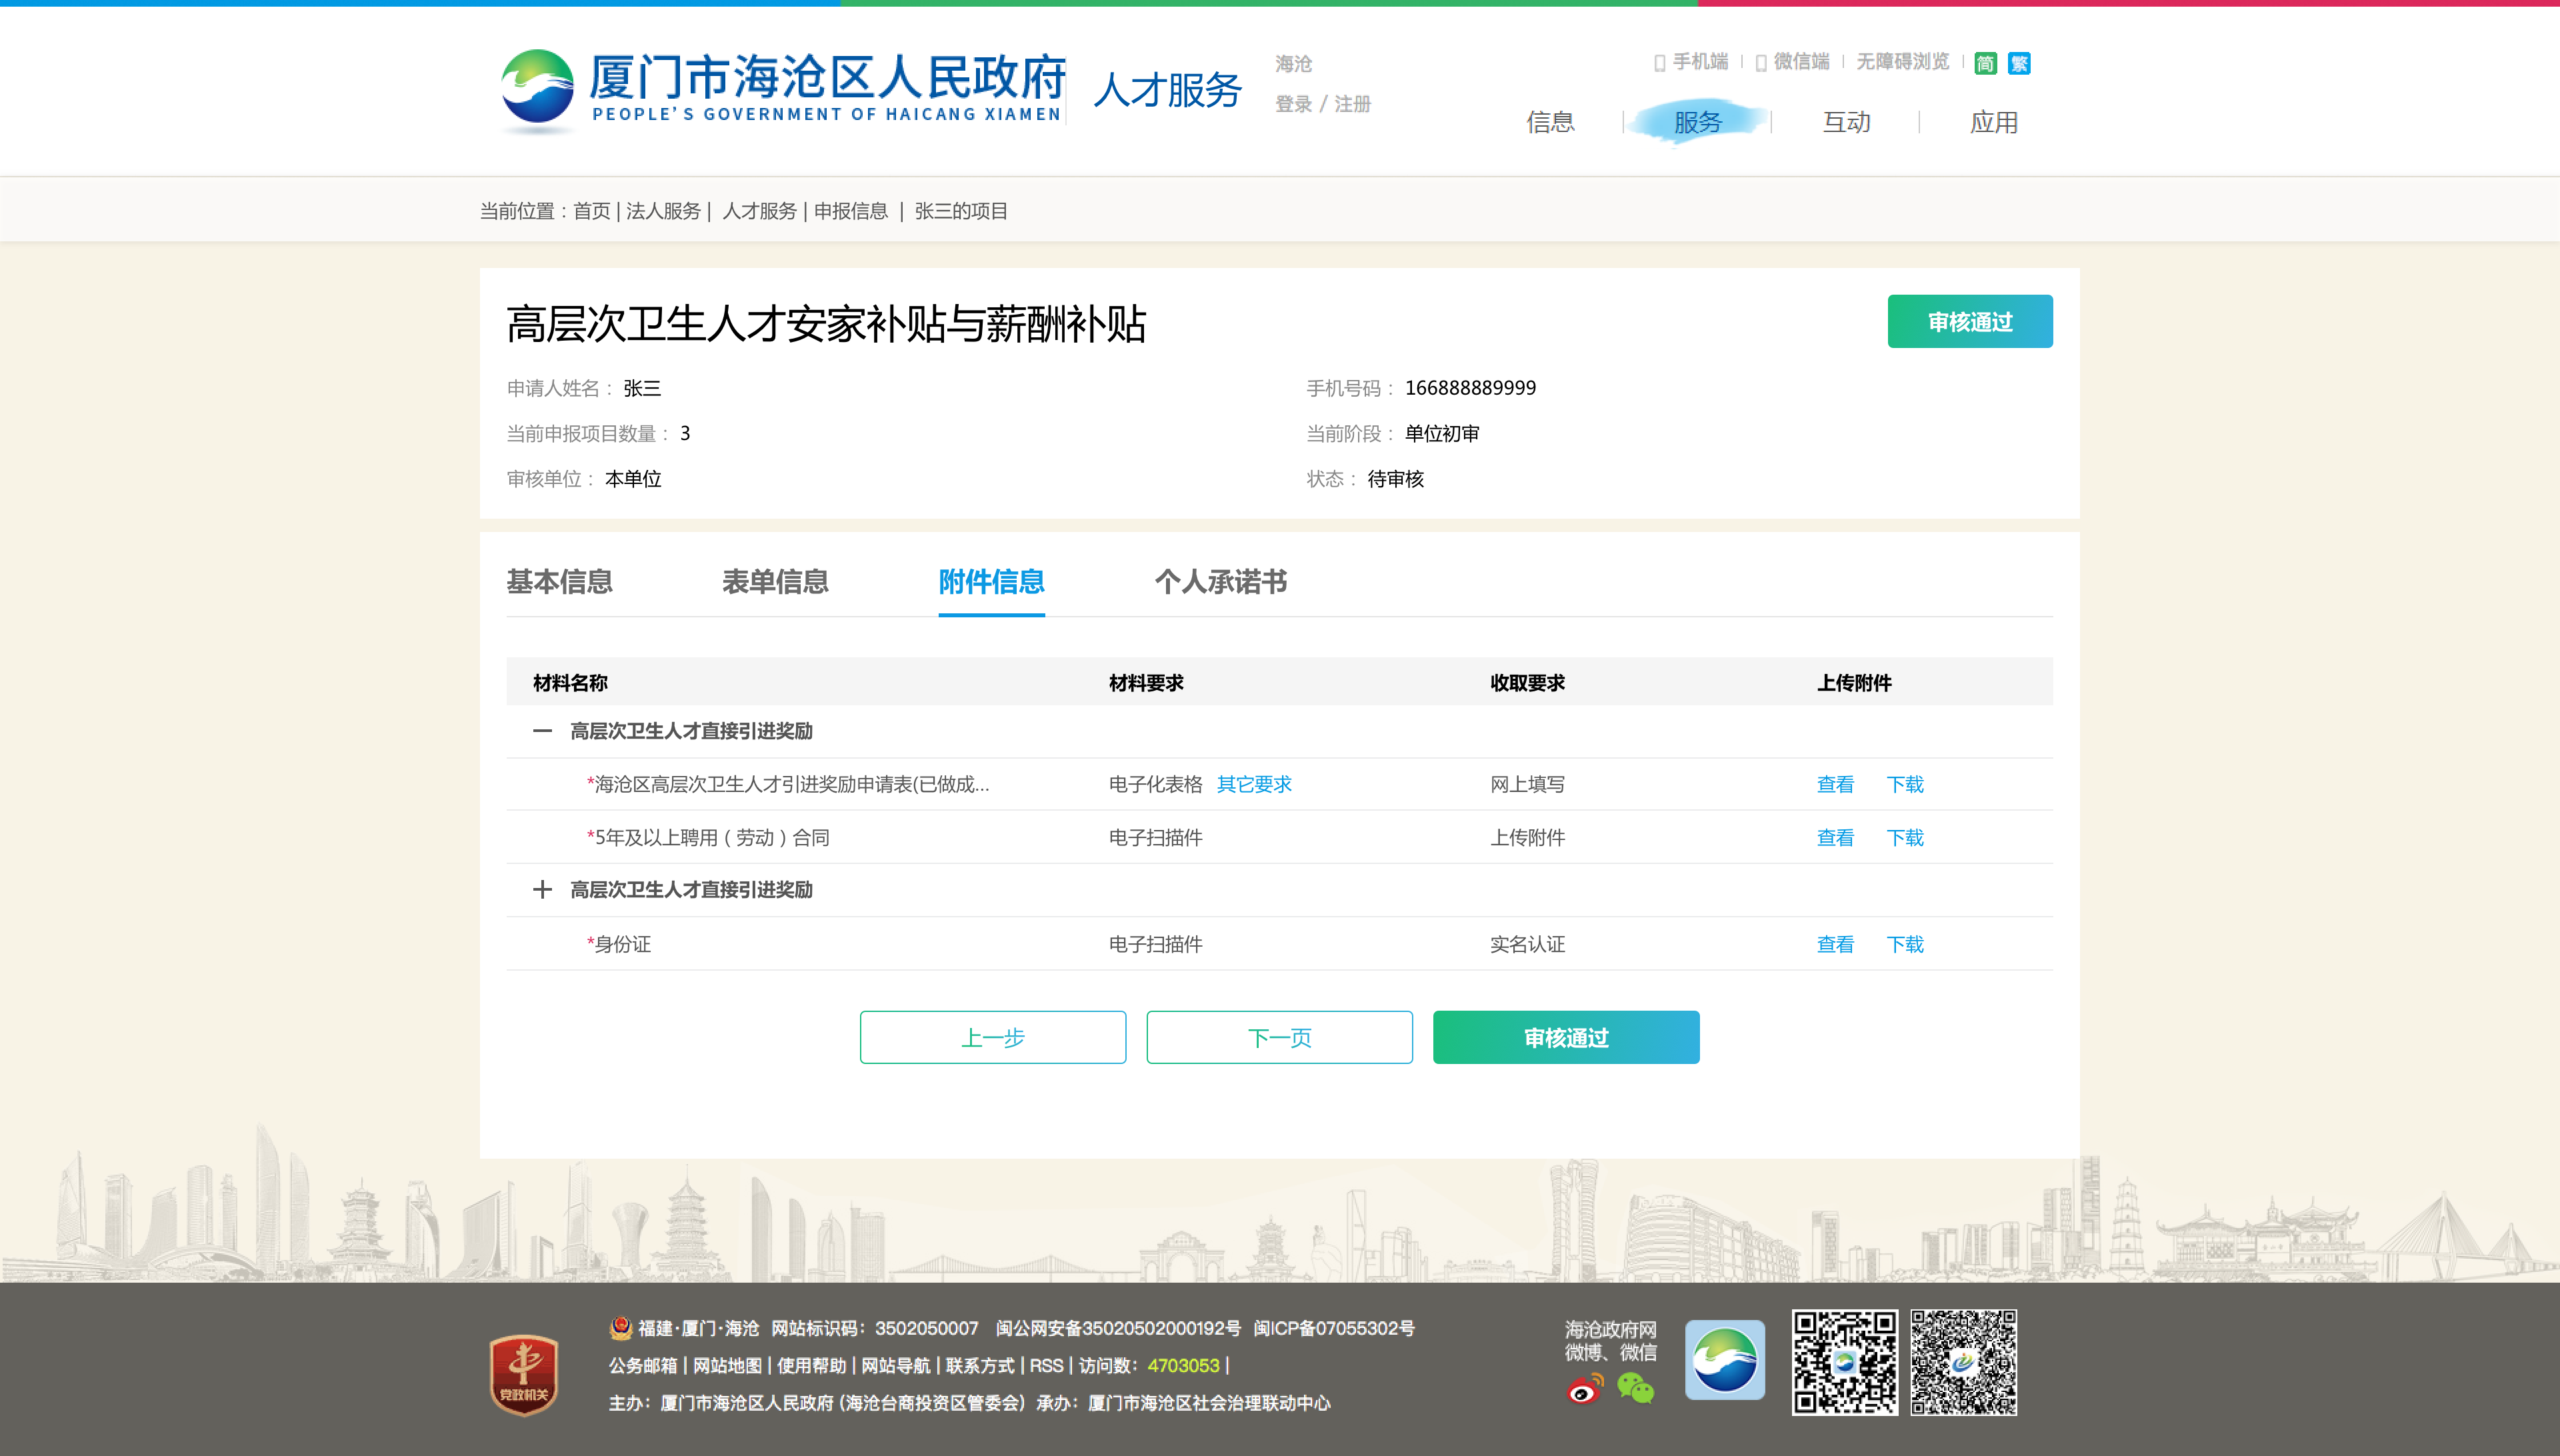 厦门市海沧区人民政府
PEOPLE'S GOVERNMENT OF HAICANG XIAMEN
人才服务
海沧
登录 / 注册
手机端 | 微信端 | 无障碍浏览 | 简 繁
信息 | 服务 | 互动 | 应用
当前位置：首页 | 法人服务 | 人才服务 | 申报信息 | 张三的项目
高层次卫生人才安家补贴与薪酬补贴
审核通过
申请人姓名： 张三
手机号码： 166888889999
当前申报项目数量： 3
当前阶段： 单位初审
审核单位： 本单位
状态： 待审核
基本信息 表单信息 附件信息 个人承诺书
材料名称 材料要求 收取要求 上传附件
高层次卫生人才直接引进奖励
*海沧区高层次卫生人才引进奖励申请表(已做成... 电子化表格 其它要求 网上填写 查看 下载
*5年及以上聘用（劳动）合同 电子扫描件 上传附件 查看 下载
高层次卫生人才直接引进奖励
*身份证 电子扫描件 实名认证 查看 下载
上一步 下一页 审核通过
党政机关
福建·厦门·海沧 网站标识码：3502050007 闽公网安备35020502000192号 闽ICP备07055302号
公务邮箱 | 网站地图 | 使用帮助 | 网站导航 | 联系方式 | RSS | 访问数：4703053 |
主办：厦门市海沧区人民政府 (海沧台商投资区管委会) 承办：厦门市海沧区社会治理联动中心
海沧政府网
微博、微信